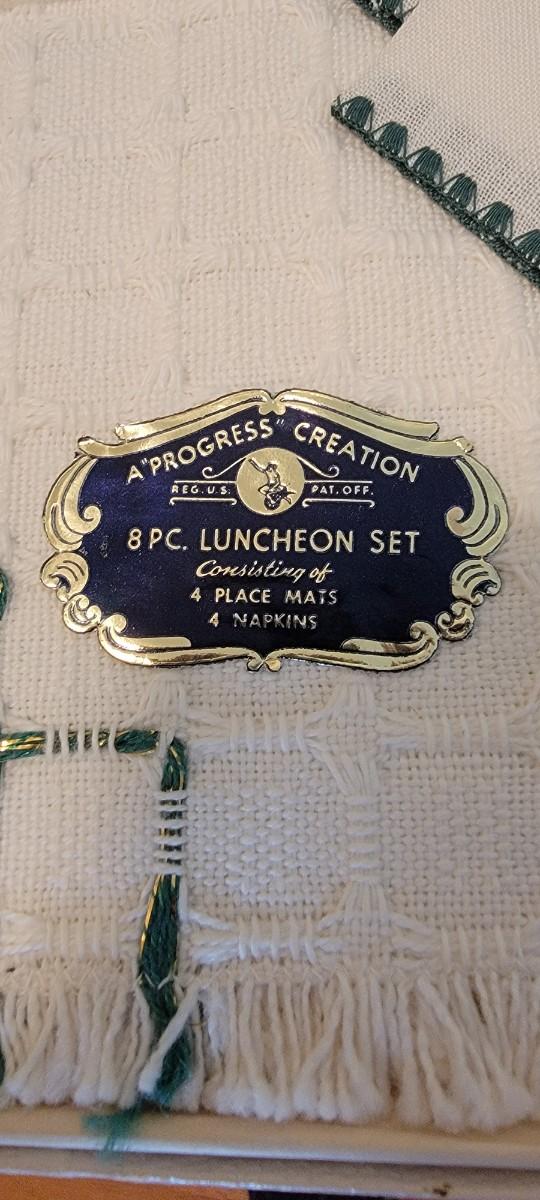 A "PROGRESS" CREATION
REG. U.S. PAT. OFF.
8 PC. LUNCHEON SET
Consisting of
4 PLACE MATS
4 NAPKINS